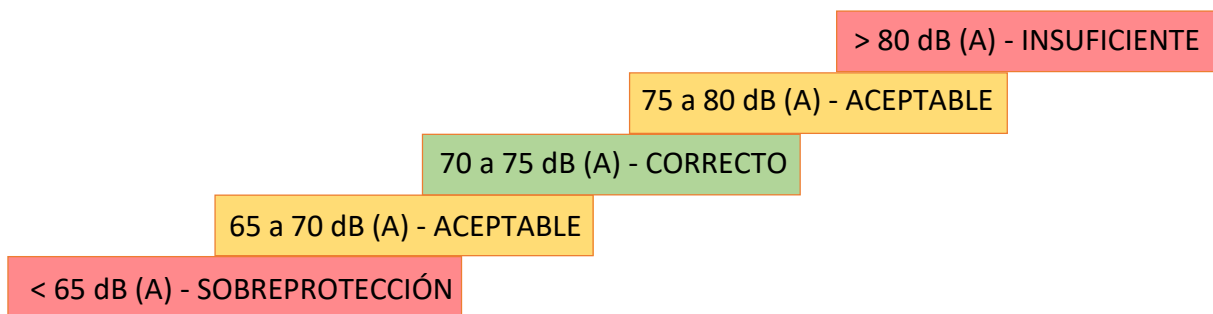 > 80 dB (A) - INSUFICIENTE
75 a 80 dB (A) - ACEPTABLE
70 a 75 dB (A) - CORRECTO
65 a 70 dB (A) - ACEPTABLE
< 65 dB (A) - SOBREPROTECCIÓN